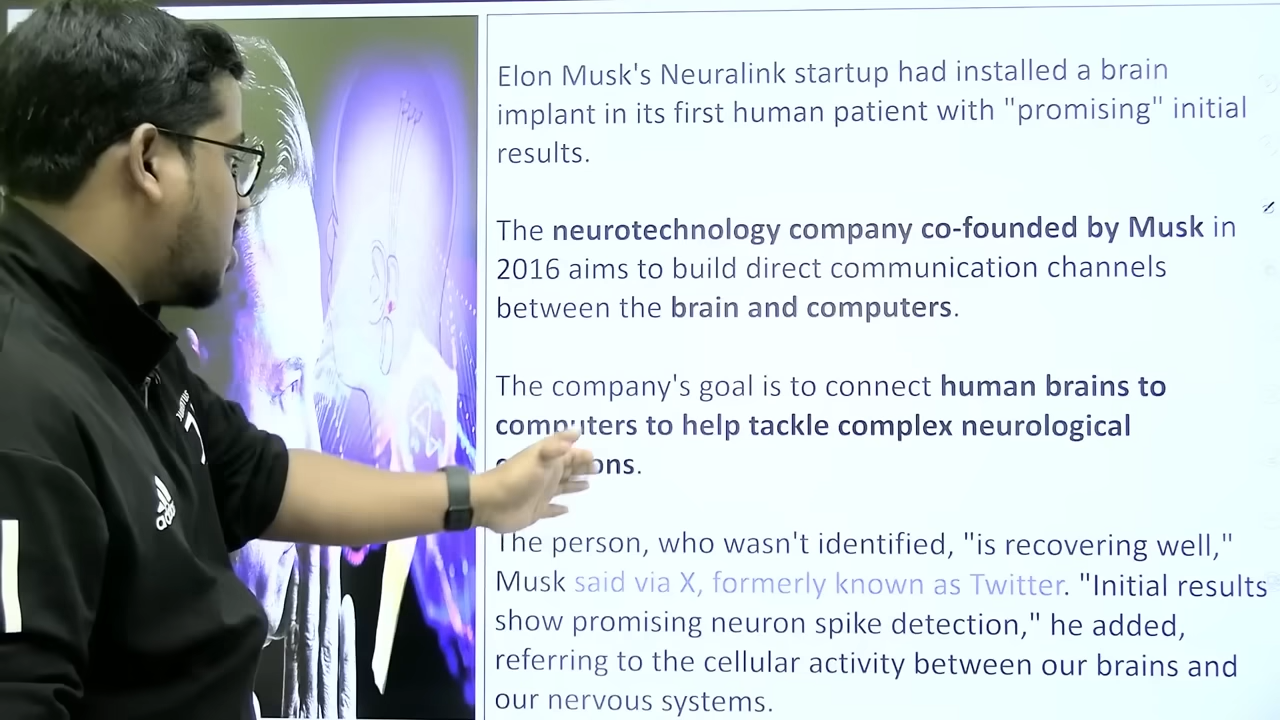 Elon Musk's Neuralink startup had installed a brain
implant in its first human patient with "promising" initial
results.
The neurotechnology company co-founded by Musk in
2016 aims to build direct communication channels
between the brain and computers.
The company's goal is to connect human brains to
computers to help tackle complex neurological
The person, who wasn't identified, "is recovering well,"
Musk said via X, formerly known as Twitter. "Initial results
show promising neuron spike detection," he added,
referring to the cellular activity between our brains and
our nervous systems.
JUVENTUS
adidas